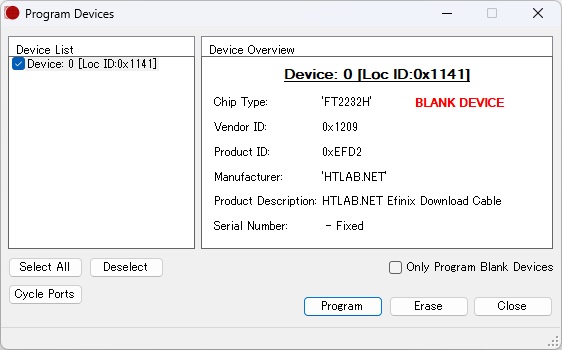 Program Devices
Device List
Device: 0 [Loc ID:0x1141]
Device Overview
Device: 0 [Loc ID:0x1141]
Chip Type: 'FT2232H' BLANK DEVICE
Vendor ID: 0x1209
Product ID: 0xEFD2
Manufacturer: 'HTLAB.NET'
Product Description: HTLAB.NET Efinix Download Cable
Serial Number: - Fixed
Select All Deselect Only Program Blank Devices
Cycle Ports
Program Erase Close